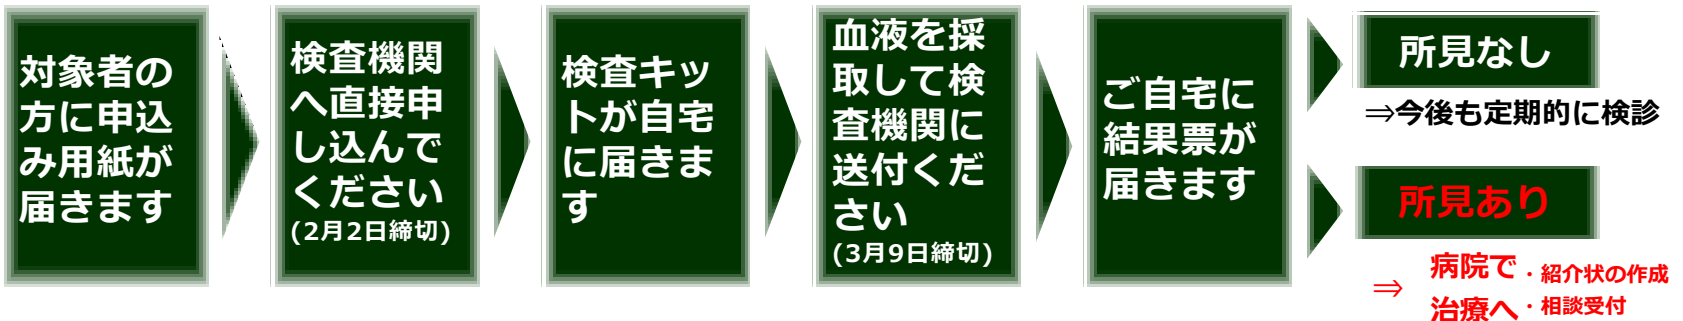 対象者の
方に申込
み用紙が
届きます
検査機関
へ直接申
し込んで
ください
(2月2日締切)
検査キッ
トが自宅
に届きま
す
血液を採
取して検
査機関に
送付くだ
さい
(3月9日締切)
ご自宅に
結果票が
届きます
所見なし
⇒今後も定期的に検診
所見あり
⇒ 病院で
治療へ
・紹介状の作成
・相談受付